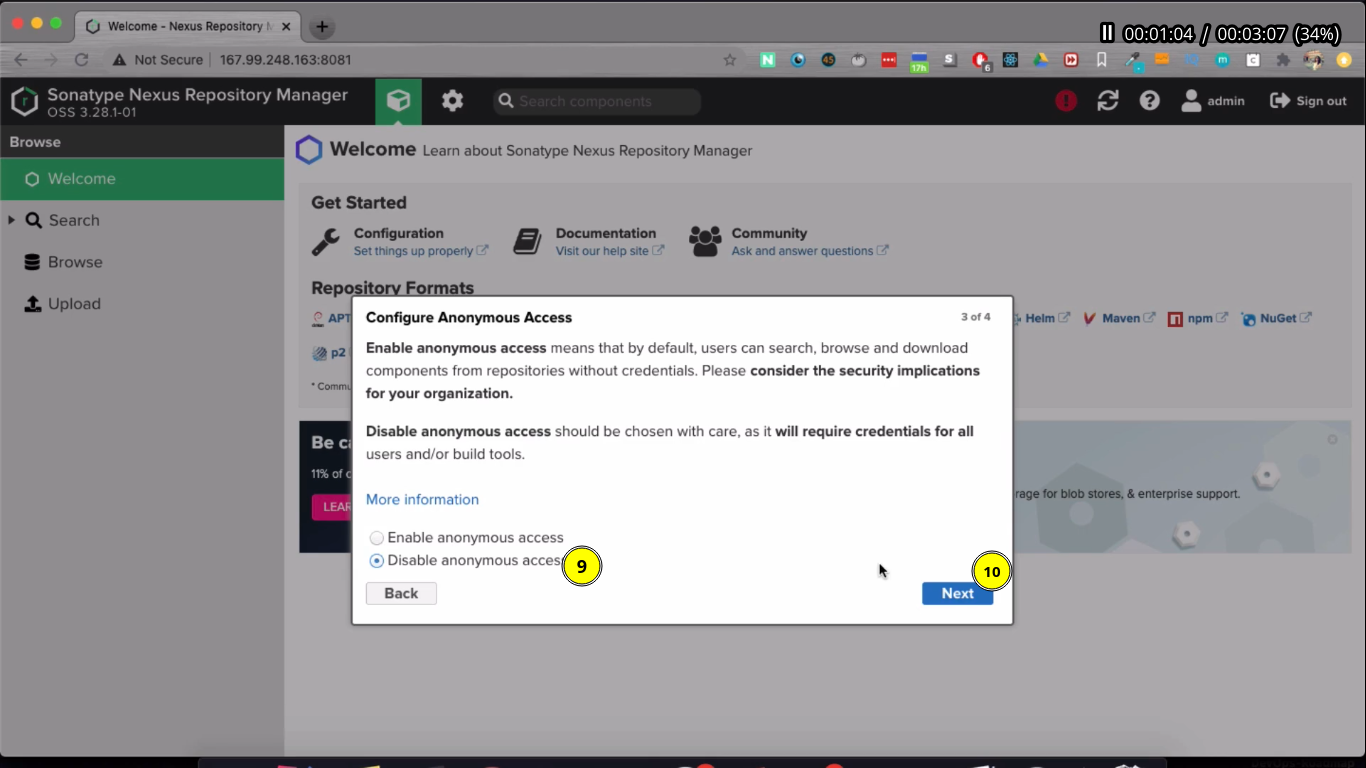 Welcome - Nexus Repository M
00:01:04 / 00:03:07 (34%)
Not Secure
167.99.248.163:8081
45
17h
6
Sonatype Nexus Repository Manager
OSS 3.28.1-01
Search components
admin
Sign out
Browse
Welcome
Search
Browse
Upload
Welcome Learn about Sonatype Nexus Repository Manager
Get Started
Configuration
Set things up properly
Documentation
Visit our help site
Community
Ask and answer questions
Repository Formats
APT
Helm
Maven
npm
NuGet
p2
* Commu
Be ca
11% of c
LEAR
rage for blob stores, & enterprise support.
Configure Anonymous Access
3 of 4
Enable anonymous access means that by default, users can search, browse and download
components from repositories without credentials. Please consider the security implications
for your organization.
Disable anonymous access should be chosen with care, as it will require credentials for all
users and/or build tools.
More information
Enable anonymous access
Disable anonymous access
9
10
Back
Next